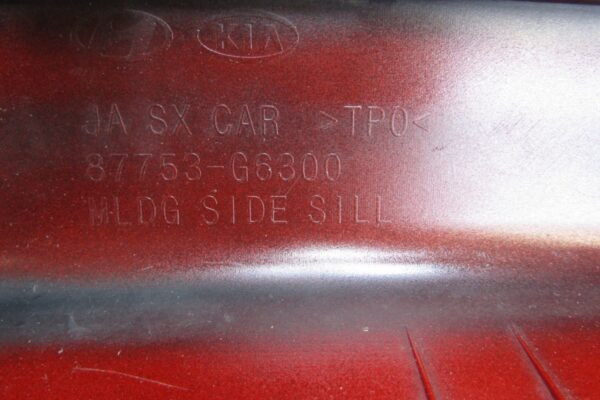 KIA
JA SX CAR >TPO<
87753-G6300
MLDG SIDE SILL